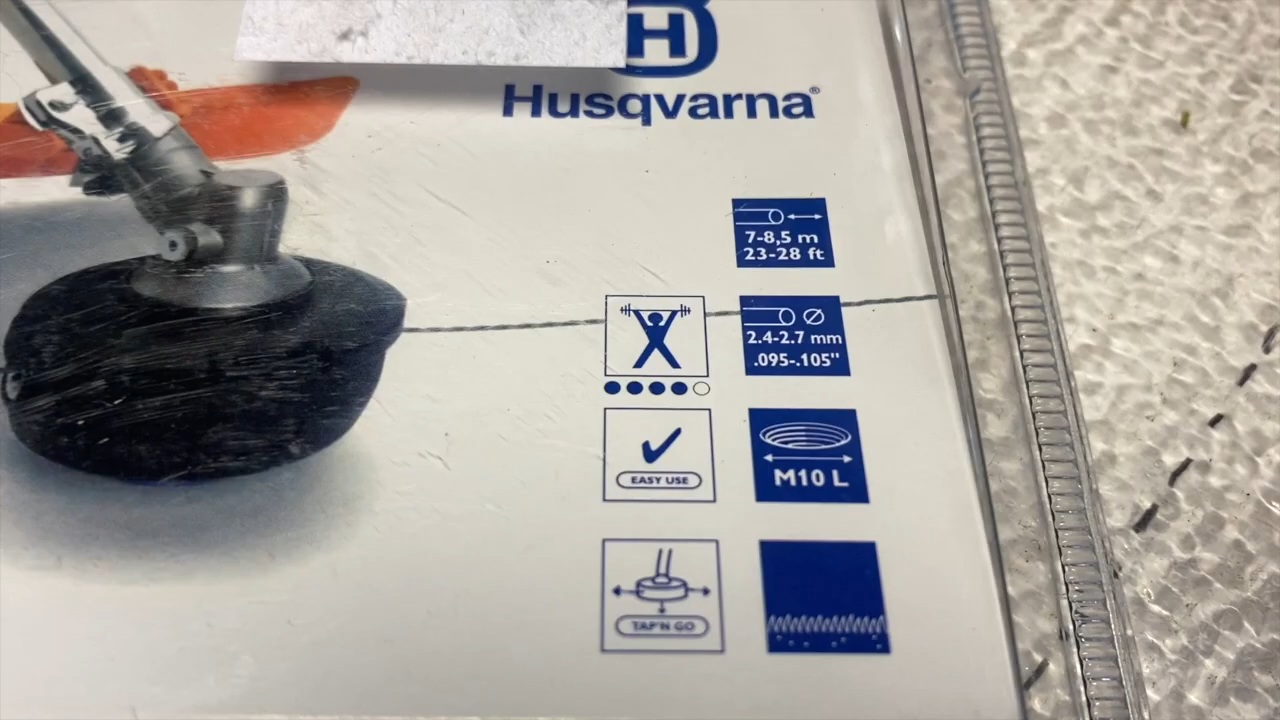 H
Husqvarna®
7-8,5 m
23-28 ft
2.4-2.7 mm
.095-.105"
EASY USE
M10 L
TAP'N GO